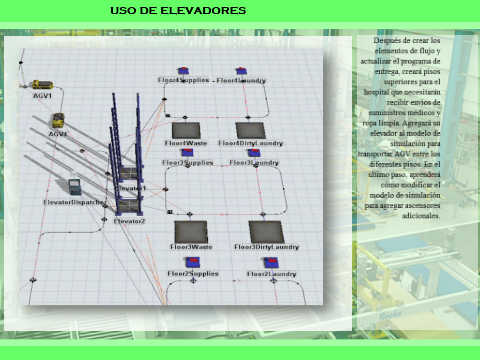 USO DE ELEVADORES
Después de crear los
elementos de flujo y
actualizar el programa de
entrega, creará pisos
superiores para el
hospital que necesitarán
recibir envíos de
suministros médicos y
ropa limpia. Agregará un
elevador al modelo de
simulación para
transportar AGV entre los
diferentes pisos. En el
último paso, aprenderá
cómo modificar el
modelo de simulación
para agregar ascensores
adicionales.
Floor4Supplies
Floor4Laundry
AGV1
AGV4
Floor4Waste
Floor4DirtyLaundry
Floor3Supplies
Floor3Laundry
Elevator1
ElevatorDispatcher
Elevator2
Floor3Waste
Floor3DirtyLaundry
Floor2Supplies
Floor2Laundry